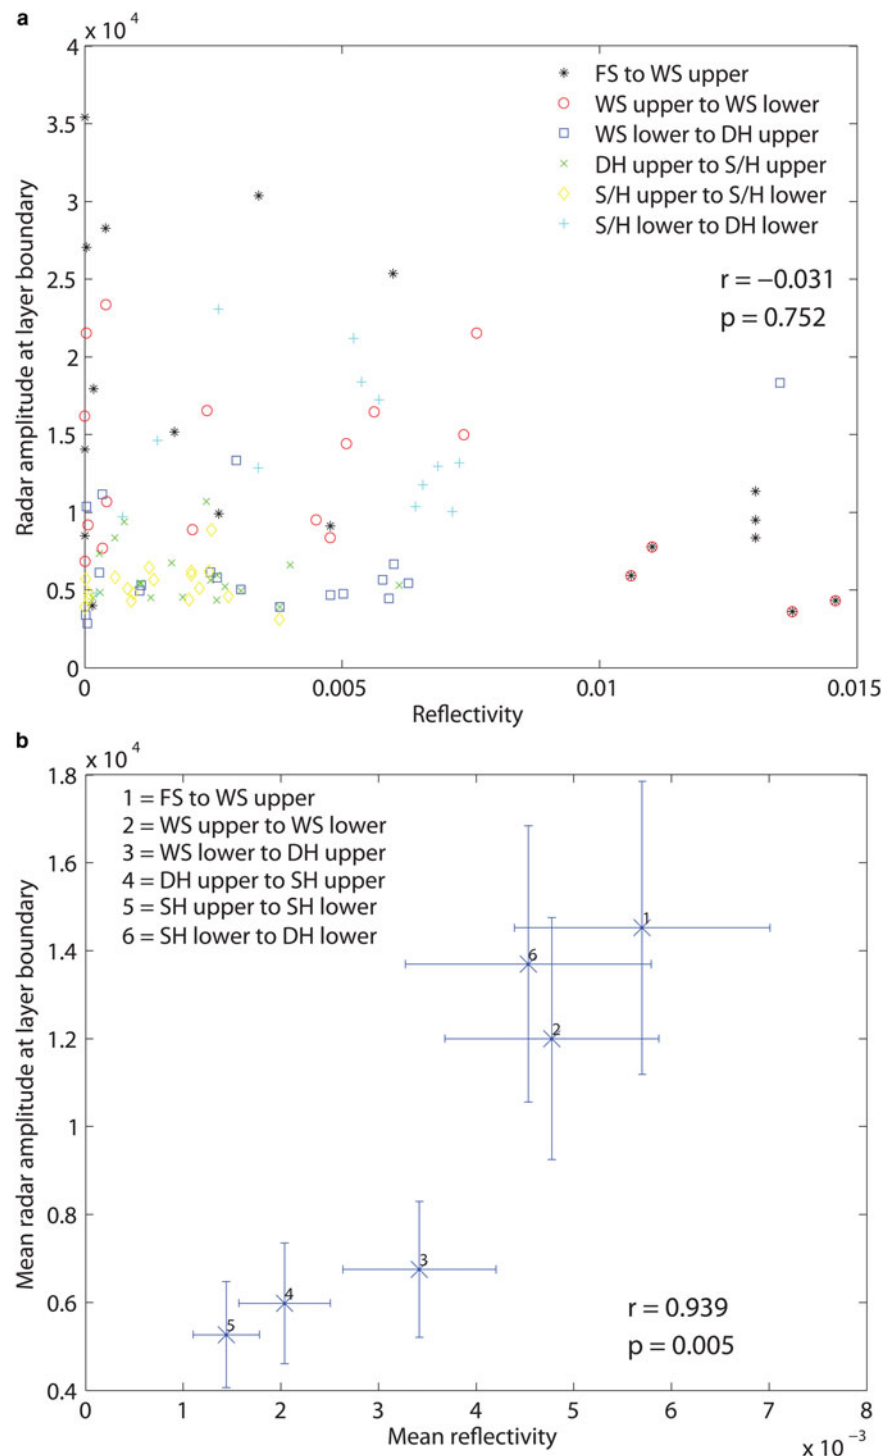 a
x 10⁴
4
3.5
3
2.5
2
1.5
1
0.5
0
0
0.005
0.01
0.015
Radar amplitude at layer boundary
Reflectivity
FS to WS upper
WS upper to WS lower
WS lower to DH upper
DH upper to S/H upper
S/H upper to S/H lower
S/H lower to DH lower
r = −0.031
p = 0.752
b
x 10⁴
1.8
1.6
1.4
1.2
1
0.8
0.6
0.4
0
1
2
3
4
5
6
7
8
Mean radar amplitude at layer boundary
Mean reflectivity
x 10⁻³
1 = FS to WS upper
2 = WS upper to WS lower
3 = WS lower to DH upper
4 = DH upper to SH upper
5 = SH upper to SH lower
6 = SH lower to DH lower
1
6
2
3
4
5
r = 0.939
p = 0.005